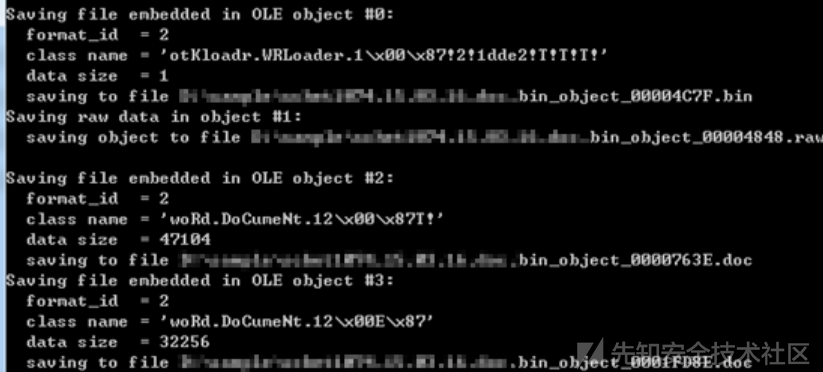 Saving file embedded in OLE object #0:
format_id = 2
class name = 'otKloadr.WRLoader.1\x00\x87!2!1dde2!T!T!T!'
data size = 1
saving to file .bin_object_00004C7F.bin
Saving raw data in object #1:
saving object to file .bin_object_00004848.raw
Saving file embedded in OLE object #2:
format_id = 2
class name = 'woRd.DoCumeNt.12\x00\x87T!'
data size = 47104
saving to file .bin_object_0000763E.doc
Saving file embedded in OLE object #3:
format_id = 2
class name = 'woRd.DoCumeNt.12\x00E\x87'
data size = 32256
saving to file .bin_object_0001FD8E.doc
先知安全技术社区